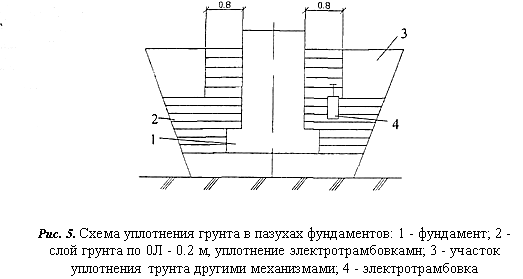 0.8 0.8
3
2
1
4
Рис. 5. Схема уплотнения грунта в пазухах фундаментов: 1 - фундамент; 2 -
слой грунта по 0Л - 0.2 м, уплотнение электротрамбовками; 3 - участок
уплотнения трунта другими механизмами; 4 - электротрамбовка